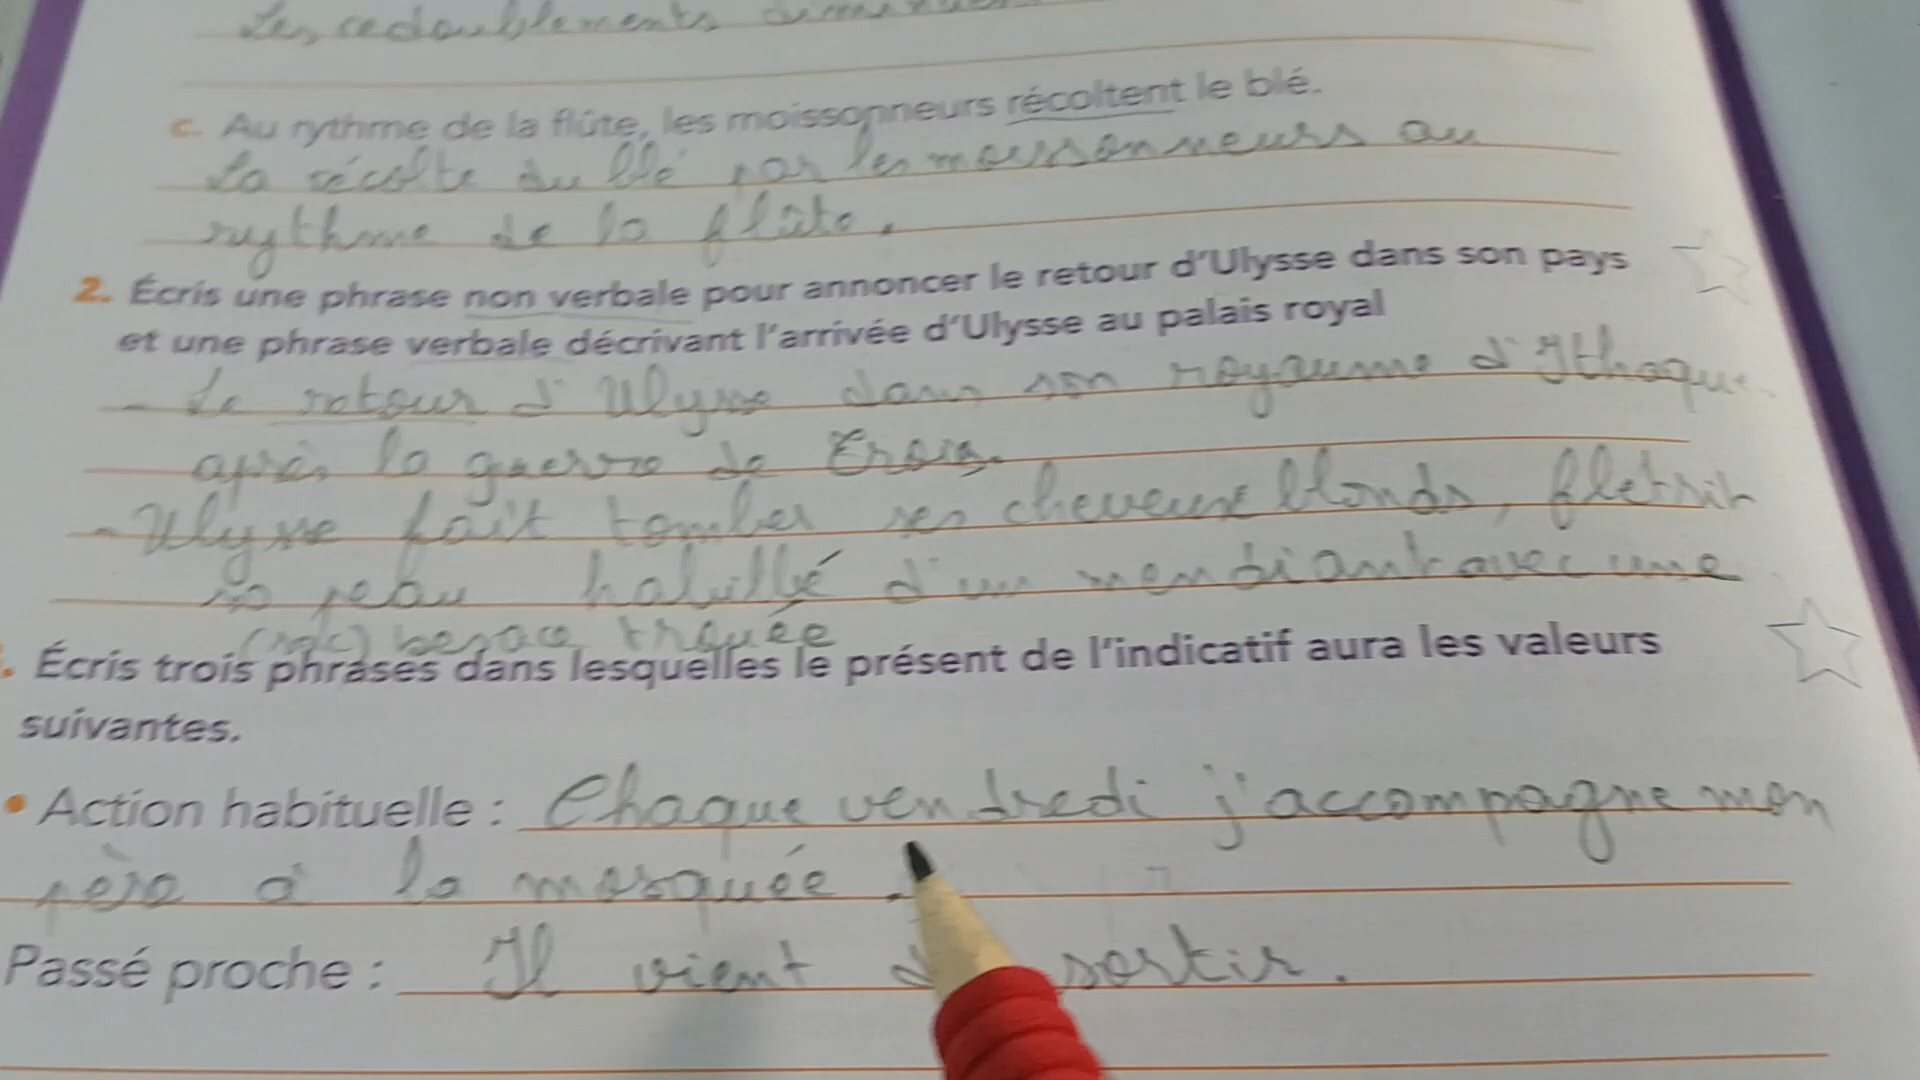 Les redoublements
c. Au rythme de la flûte, les moissonneurs récoltent le blé.
La récolte du blé par les moissonneurs au
rythme de la flûte.
2. Écris une phrase non verbale pour annoncer le retour d'Ulysse dans son pays
et une phrase verbale décrivant l'arrivée d'Ulysse au palais royal
- Le retour d'Ulysse dans son royaume d'Ithaque
après la guerre de Troie.
- Ulysse fait tomber ses cheveux blonds, fletrir
sa peau habillé d'un mendiant avec une
besace trouée
. Écris trois phrases dans lesquelles le présent de l'indicatif aura les valeurs
suivantes.
• Action habituelle : Chaque vendredi j'accompagne mon
père à la mosquée.
Passé proche : Il vient sortir.